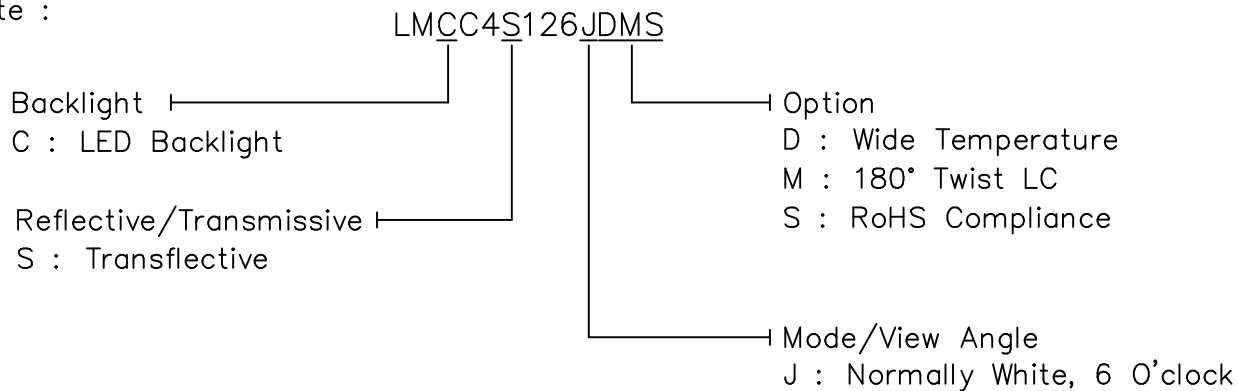 :
LMCC4S126JDMS
Backlight
C : LED Backlight
Option
D : Wide Temperature
M : 180° Twist LC
S : RoHS Compliance
Reflective/Transmissive
S : Transflective
Mode/View Angle
J : Normally White, 6 O'clock